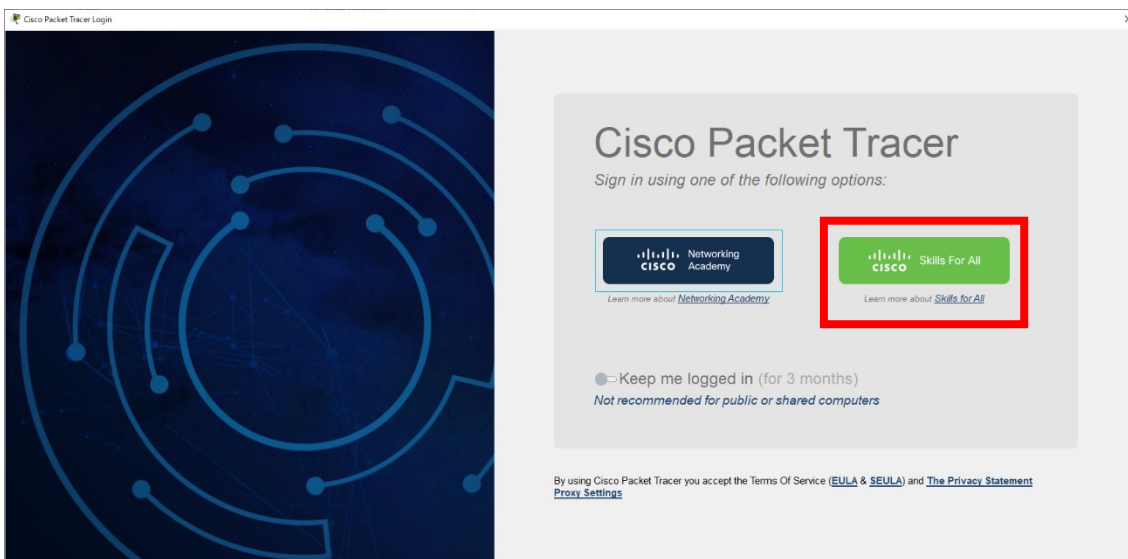 Cisco Packet Tracer Login
Cisco Packet Tracer
Sign in using one of the following options:
CISCO Networking Academy
CISCO Skills For All
Learn more about Networking Academy
Learn more about Skills for All
Keep me logged in (for 3 months)
Not recommended for public or shared computers
By using Cisco Packet Tracer you accept the Terms Of Service (EULA & SEULA) and The Privacy Statement
Proxy Settings